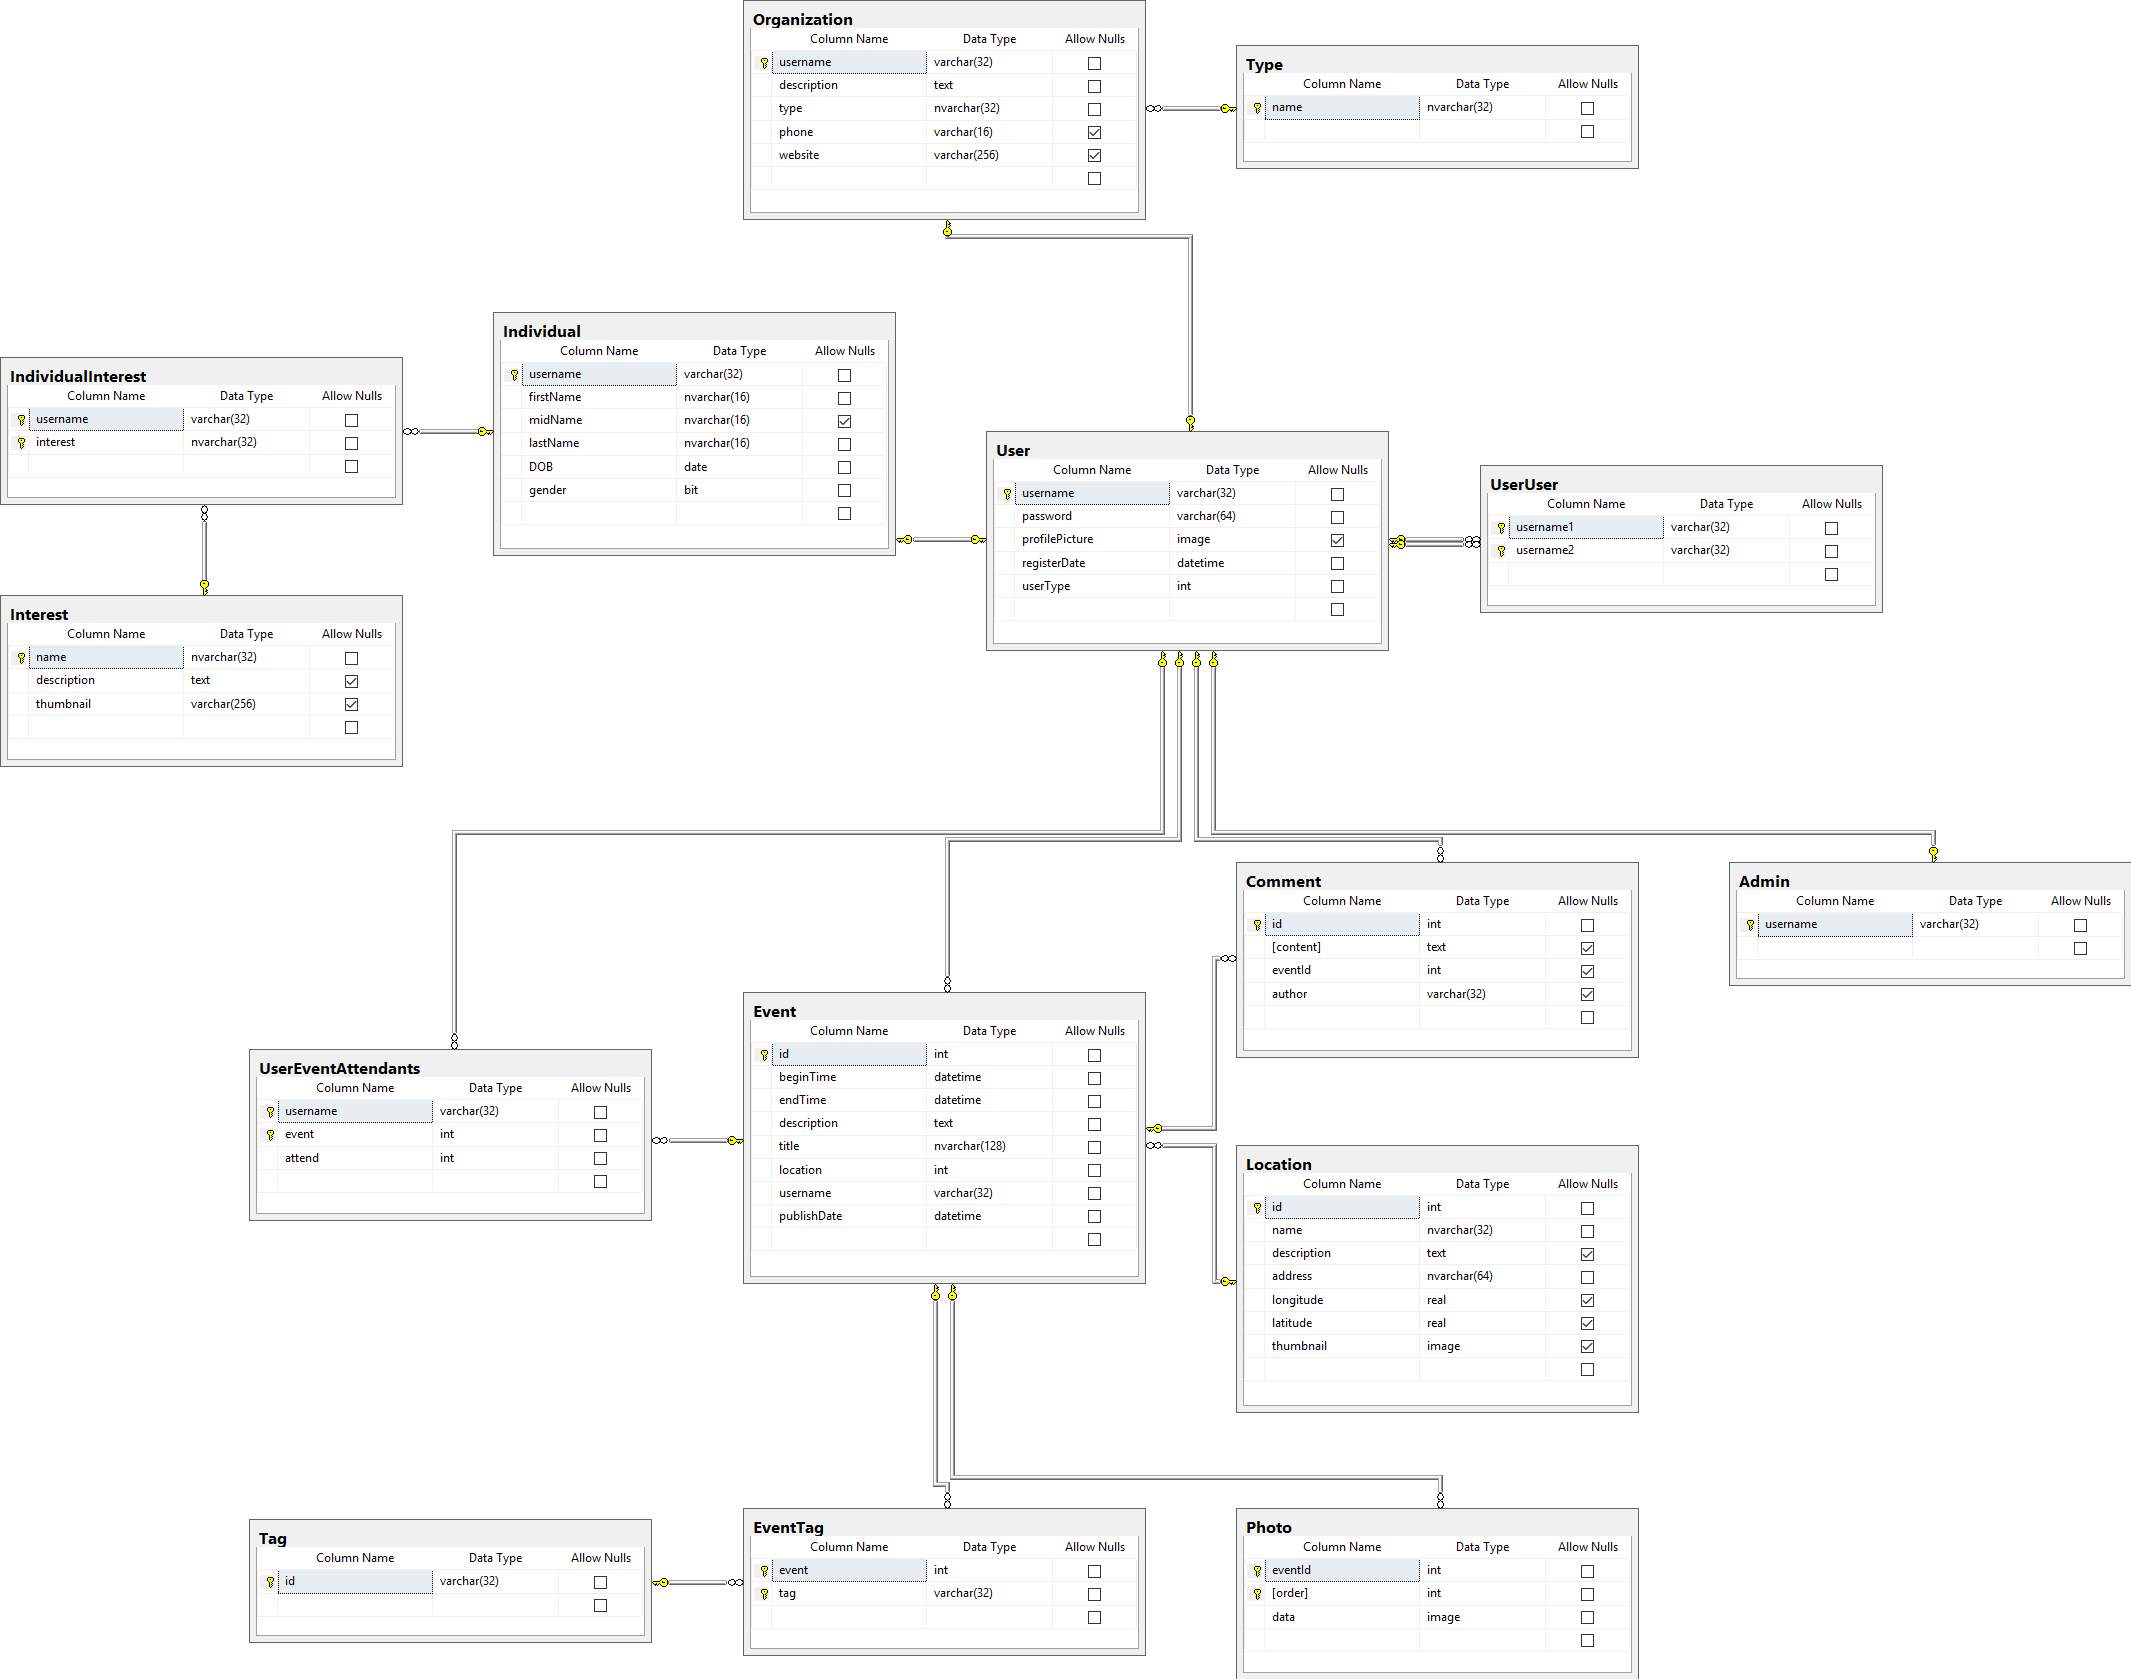 Organization
Column Name Data Type Allow Nulls
username varchar(32)
description text
type nvarchar(32)
phone varchar(16)
website varchar(256)
Type
Column Name Data Type Allow Nulls
name nvarchar(32)
Individual
Column Name Data Type Allow Nulls
username varchar(32)
firstName nvarchar(16)
midName nvarchar(16)
lastName nvarchar(16)
DOB date
gender bit
IndividualInterest
Column Name Data Type Allow Nulls
username varchar(32)
interest nvarchar(32)
User
Column Name Data Type Allow Nulls
username varchar(32)
password varchar(64)
profilePicture image
registerDate datetime
userType int
UserUser
Column Name Data Type Allow Nulls
username1 varchar(32)
username2 varchar(32)
Interest
Column Name Data Type Allow Nulls
name nvarchar(32)
description text
thumbnail varchar(256)
Comment
Column Name Data Type Allow Nulls
id int
[content] text
eventId int
author varchar(32)
Admin
Column Name Data Type Allow Nulls
username varchar(32)
Event
Column Name Data Type Allow Nulls
id int
beginTime datetime
endTime datetime
description text
title nvarchar(128)
location int
username varchar(32)
publishDate datetime
UserEventAttendants
Column Name Data Type Allow Nulls
username varchar(32)
event int
attend int
Location
Column Name Data Type Allow Nulls
id int
name nvarchar(32)
description text
address nvarchar(64)
longitude real
latitude real
thumbnail image
Tag
Column Name Data Type Allow Nulls
id varchar(32)
EventTag
Column Name Data Type Allow Nulls
event int
tag varchar(32)
Photo
Column Name Data Type Allow Nulls
eventId int
[order] int
data image